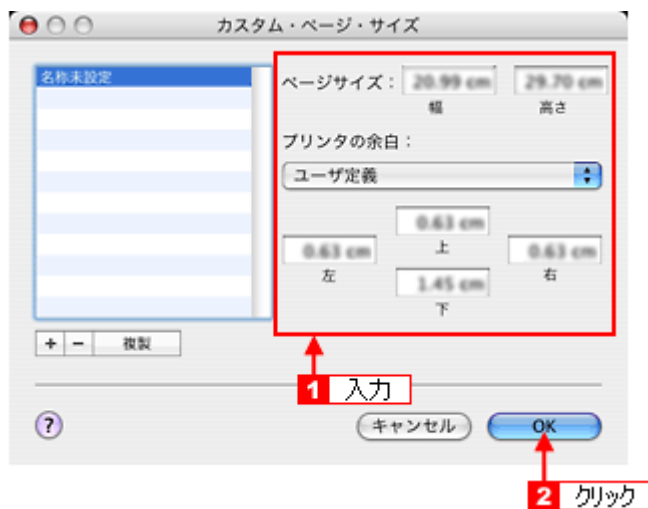 カスタム・ページ・サイズ
名称未設定
ページサイズ： 20.99 cm 29.70 cm
幅 高さ
プリンタの余白：
ユーザ定義
0.63 cm
上
0.63 cm 0.63 cm
左 右
1.45 cm
下
+ − 複製
1 入力
? キャンセル OK
2 クリック